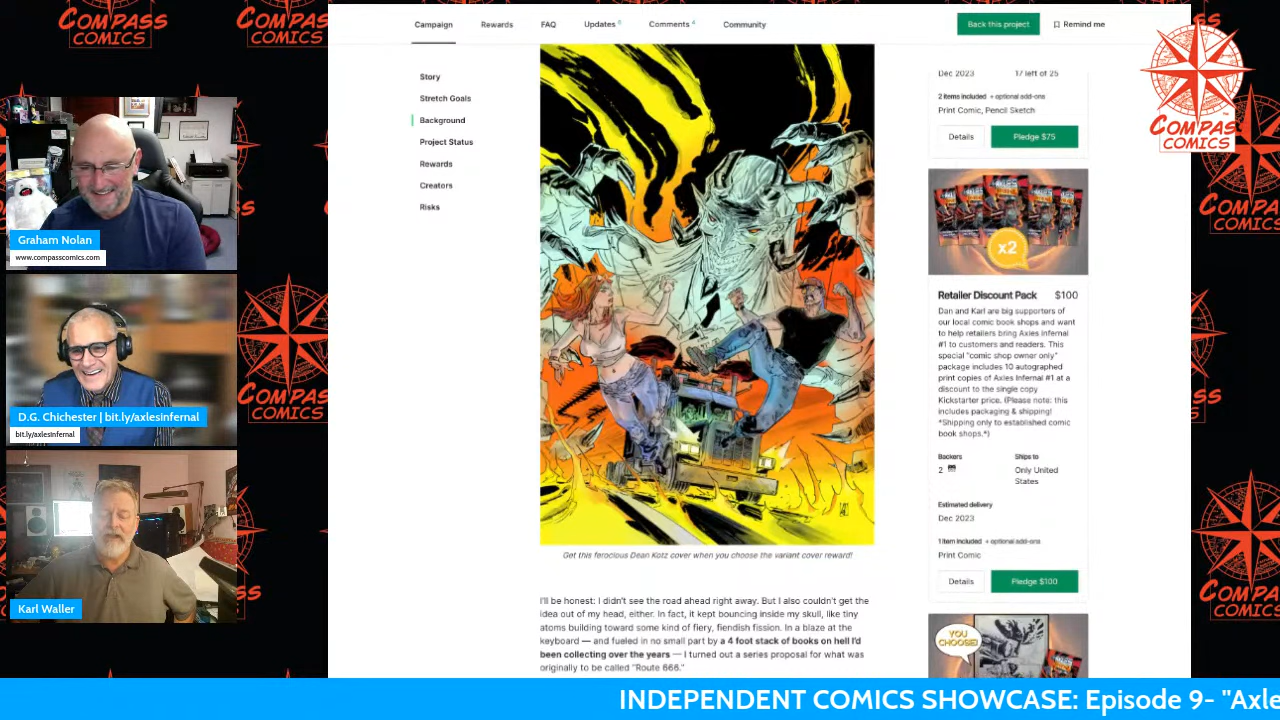 COMPASS
COMICS
COMPASS
COMICS
Graham Nolan
www.compasscomics.com
D.G. Chichester | bit.ly/axlesInfernal
bit.ly/axlesInfernal
Karl Waller
Campaign
Rewards
FAQ
Updates 6
Comments 4
Community
Back this project
Remind me
Story
Stretch Goals
Background
Project Status
Rewards
Creators
Risks
Get this ferocious Dean Kotz cover when you choose the variant cover reward!
I'll be honest: I didn't see the road ahead right away. But I also couldn't get the
idea out of my head, either. In fact, it kept bouncing inside my skull, like tiny
atoms building toward some kind of fiery, fiendish fission. In a blaze at the
keyboard — and fueled in no small part by a 4 foot stack of books on hell I'd
been collecting over the years — I turned out a series proposal for what was
originally to be called "Route 666."
Dec 2023
17 left of 25
2 items included + optional add-ons
Print Comic, Pencil Sketch
Details
Pledge $75
x2
Retailer Discount Pack
$100
Dan and Karl are big supporters of
our local comic book shops and want
to help retailers bring Axles Infernal
#1 to customers and readers. This
special "comic shop owner only"
package includes 10 autographed
print copies of Axles Infernal #1 at a
discount to the single copy
Kickstarter price. (Please note: this
includes packaging & shipping!
*Shipping only to established comic
book shops.*)
Backers
2
Ships to
Only United
States
Estimated delivery
Dec 2023
1 item included + optional add-ons
Print Comic
Details
Pledge $100
YOU
CHOOSE!
COMPASS
COMICS
INDEPENDENT COMICS SHOWCASE: Episode 9- "Axle